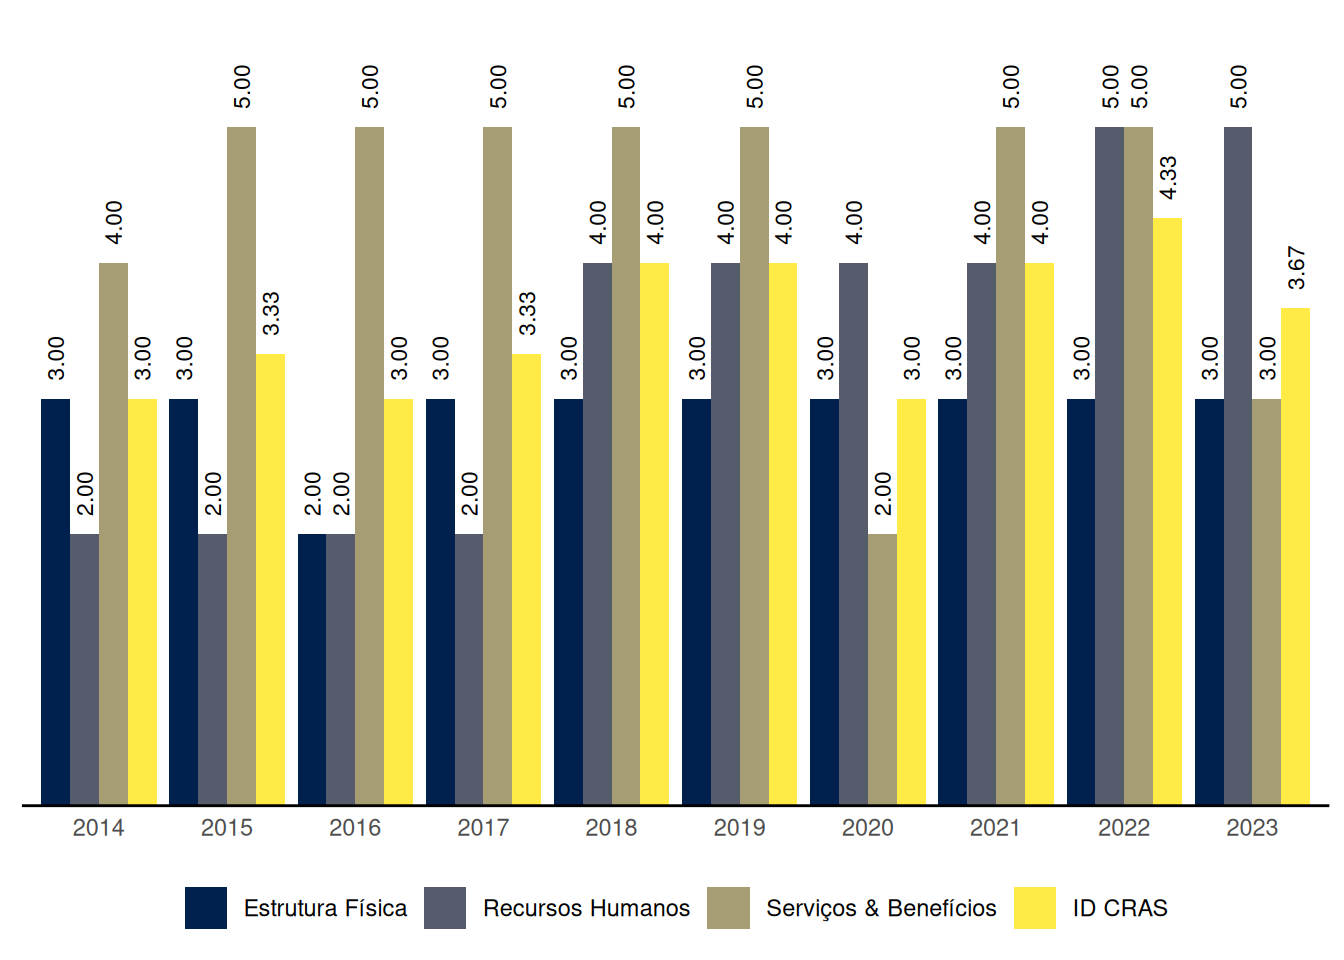 3.00 2.00 4.00 3.00
3.00 2.00 5.00 3.33
2.00 2.00 5.00 3.00
3.00 2.00 5.00 3.33
3.00 4.00 5.00 4.00
3.00 4.00 5.00 4.00
3.00 4.00 2.00 3.00
3.00 4.00 5.00 4.00
3.00 5.00 5.00 4.33
3.00 5.00 3.00 3.67
2014 2015 2016 2017 2018 2019 2020 2021 2022 2023
Estrutura Física Recursos Humanos Serviços & Benefícios ID CRAS